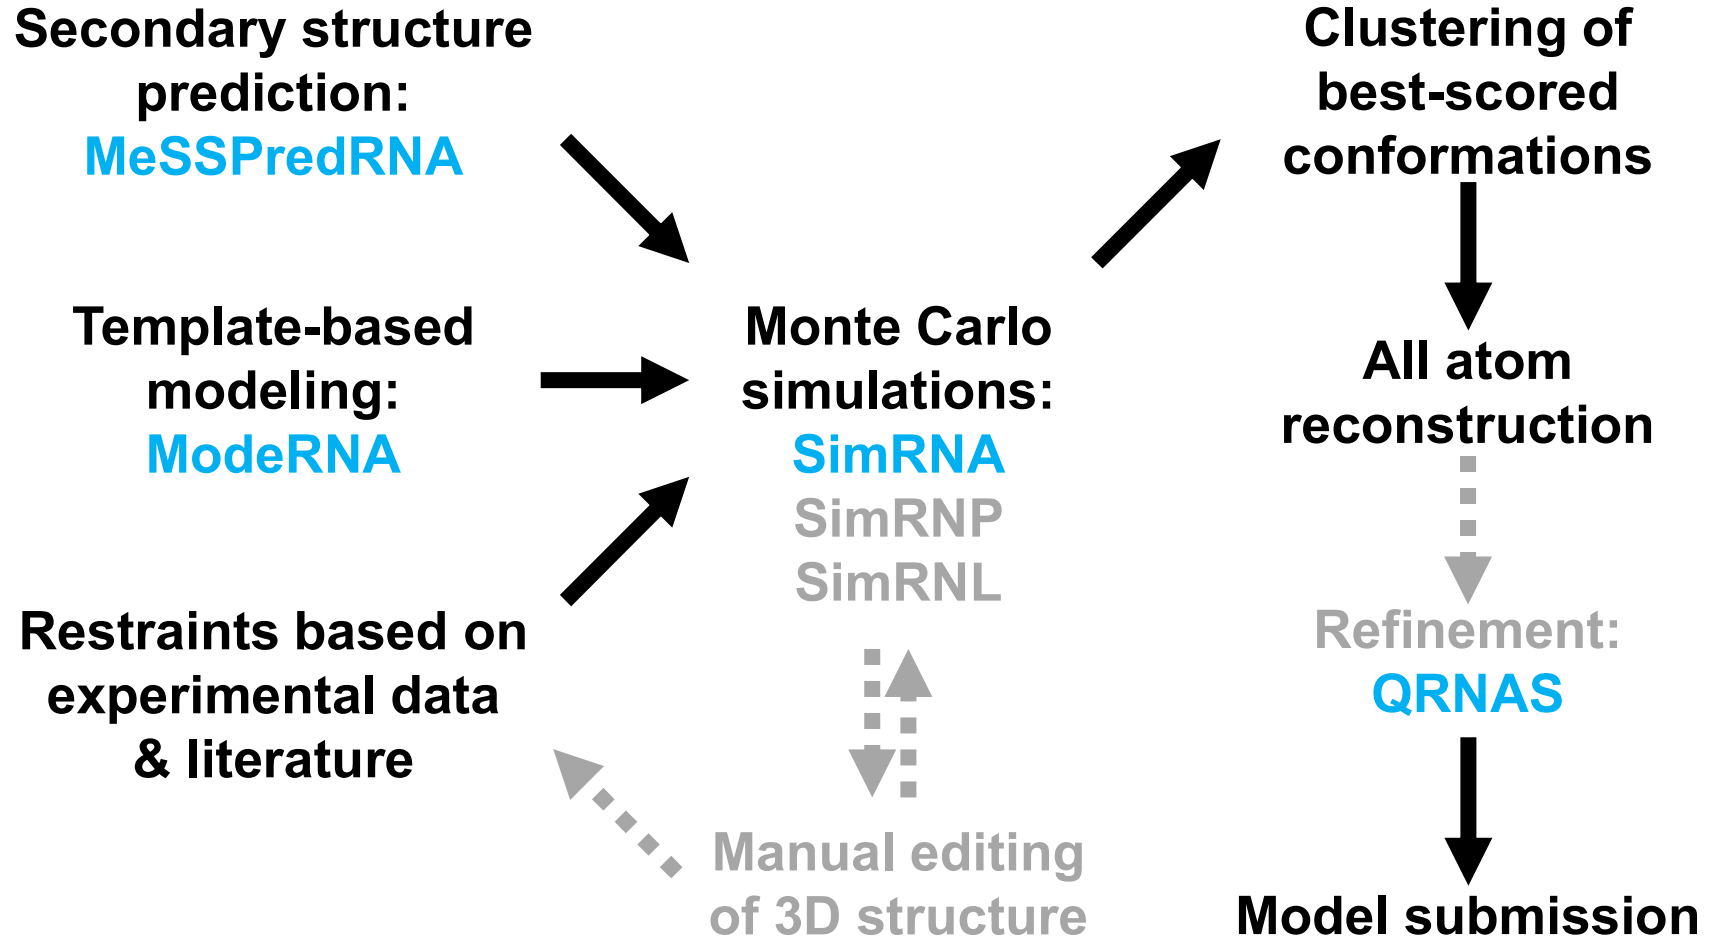 Secondary structure
prediction:
MeSSPredRNA
Template-based
modeling:
ModeRNA
Restraints based on
experimental data
& literature
Monte Carlo
simulations:
SimRNA
SimRNP
SimRNL
Manual editing
of 3D structure
Clustering of
best-scored
conformations
All atom
reconstruction
Refinement:
QRNAS
Model submission